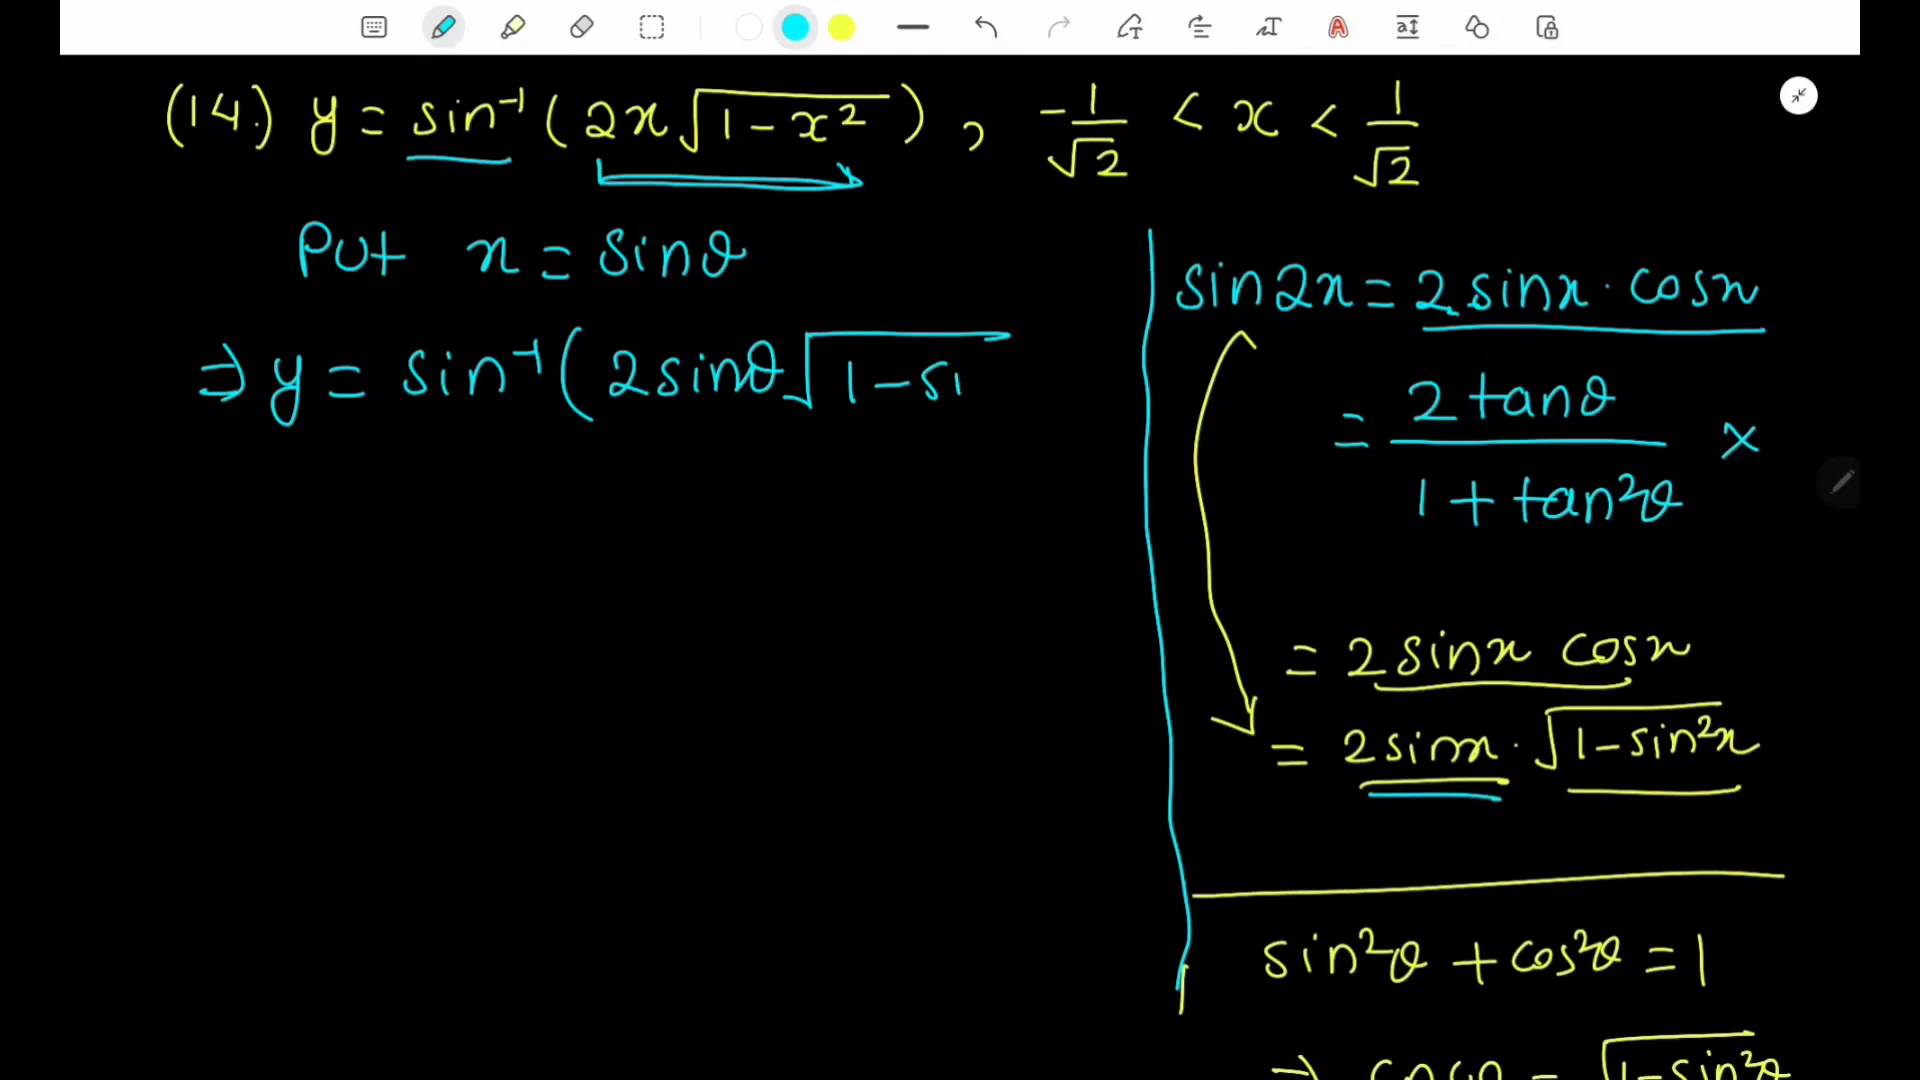 (14.) y = sin⁻¹ ( 2x√(1-x²) ) , -1/√2 < x < 1/√2
Put x = sinθ
⇒ y = sin⁻¹ ( 2sinθ√(1-si
sin2x = 2sinx · cosx
= 2tanθ / 1+tan²θ ×
= 2sinx cosx
= 2sinx · √(1-sin²x)
sin²θ + cos²θ = 1